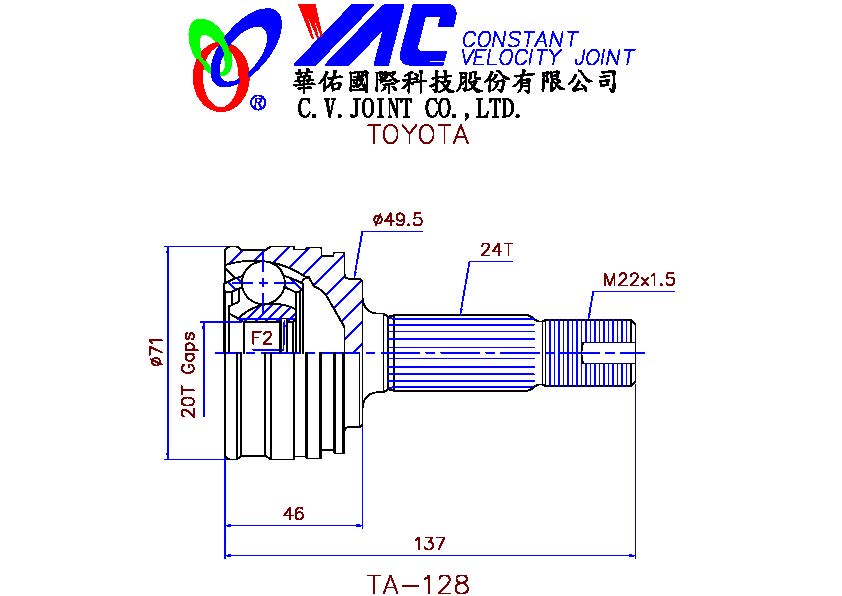 YAC CONSTANT
VELOCITY JOINT
®
華佑國際科技股份有限公司
C.V.JOINT CO.,LTD.
TOYOTA
ø49.5
24T
M22x1.5
F2
ø71
20T Gaps
46
137
TA-128